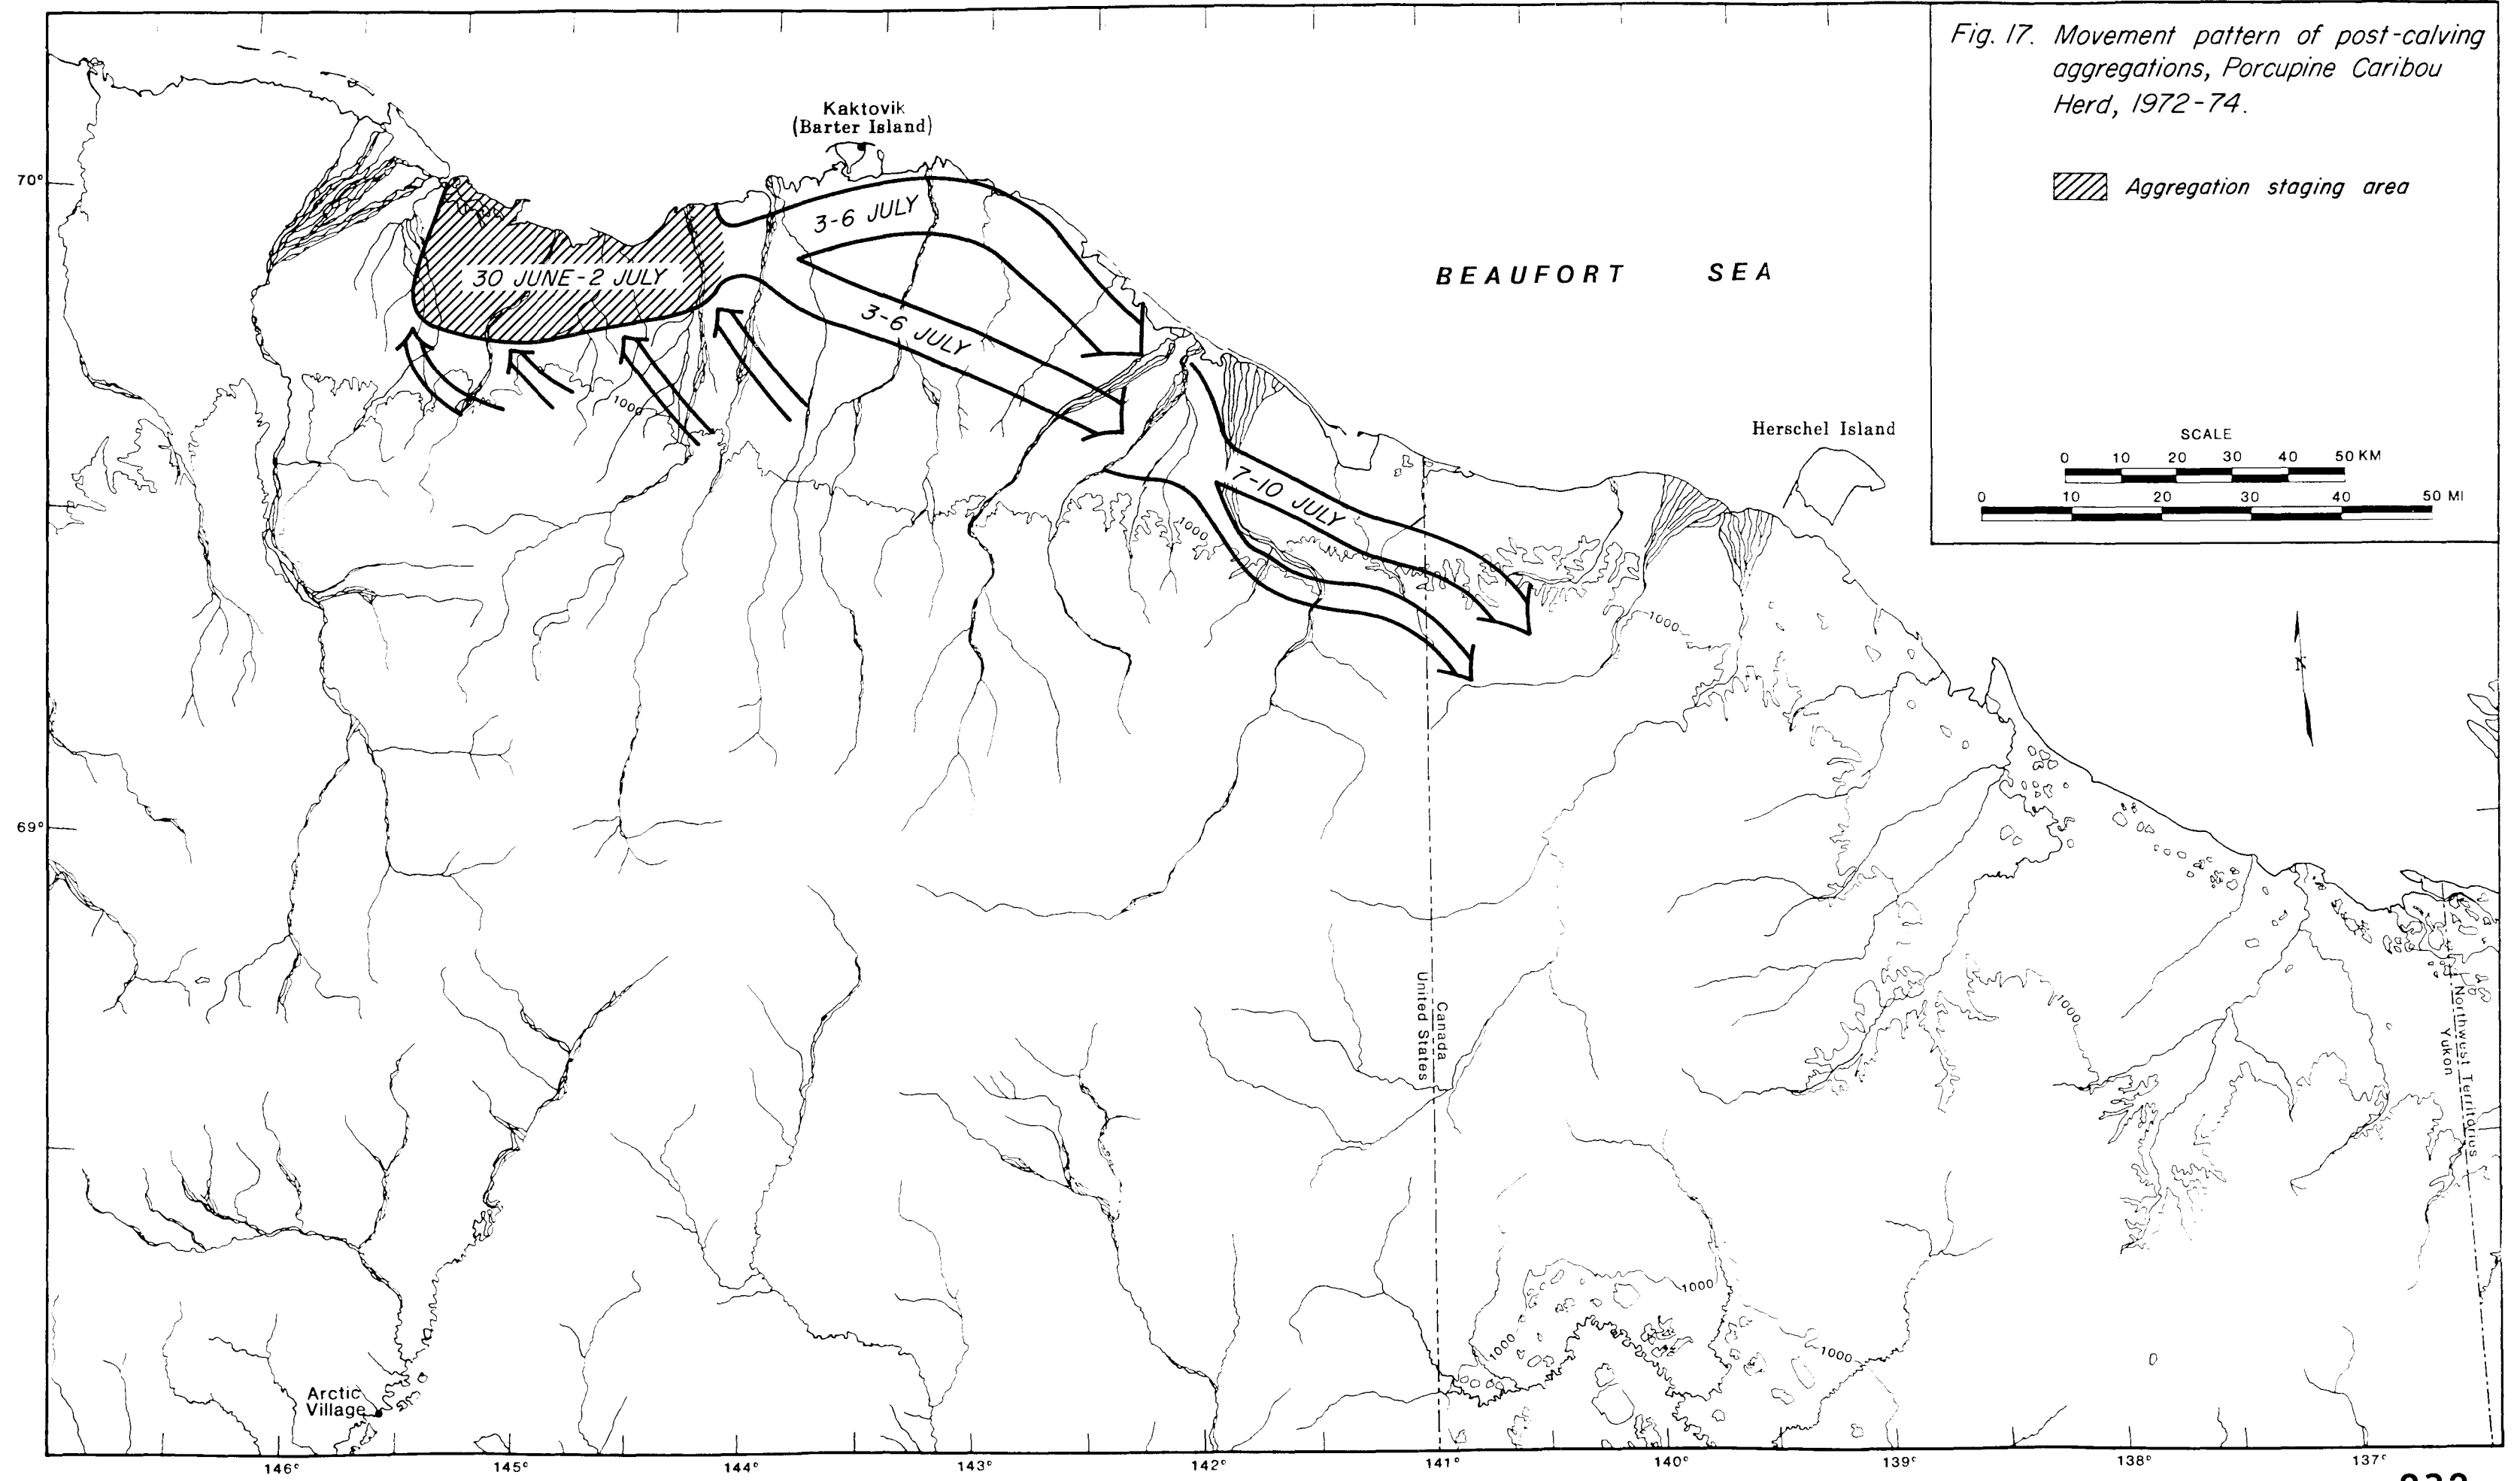 Fig. 17. Movement pattern of post-calving
aggregations, Porcupine Caribou
Herd, 1972-74.
Aggregation staging area
Kaktovik
(Barter Island)
70°
3-6 JULY
30 JUNE-2 JULY
BEAUFORT SEA
3-6 JULY
1000
Herschel Island
SCALE
0 10 20 30 40 50 KM
0 10 20 30 40 50 MI
7-10 JULY
1000
1000
N
69°
Canada
United States
1000
Northwest Territories
Yukon
1000
1000
1000
Arctic
Village
146° 145° 144° 143° 142° 141° 140° 139° 138° 137°